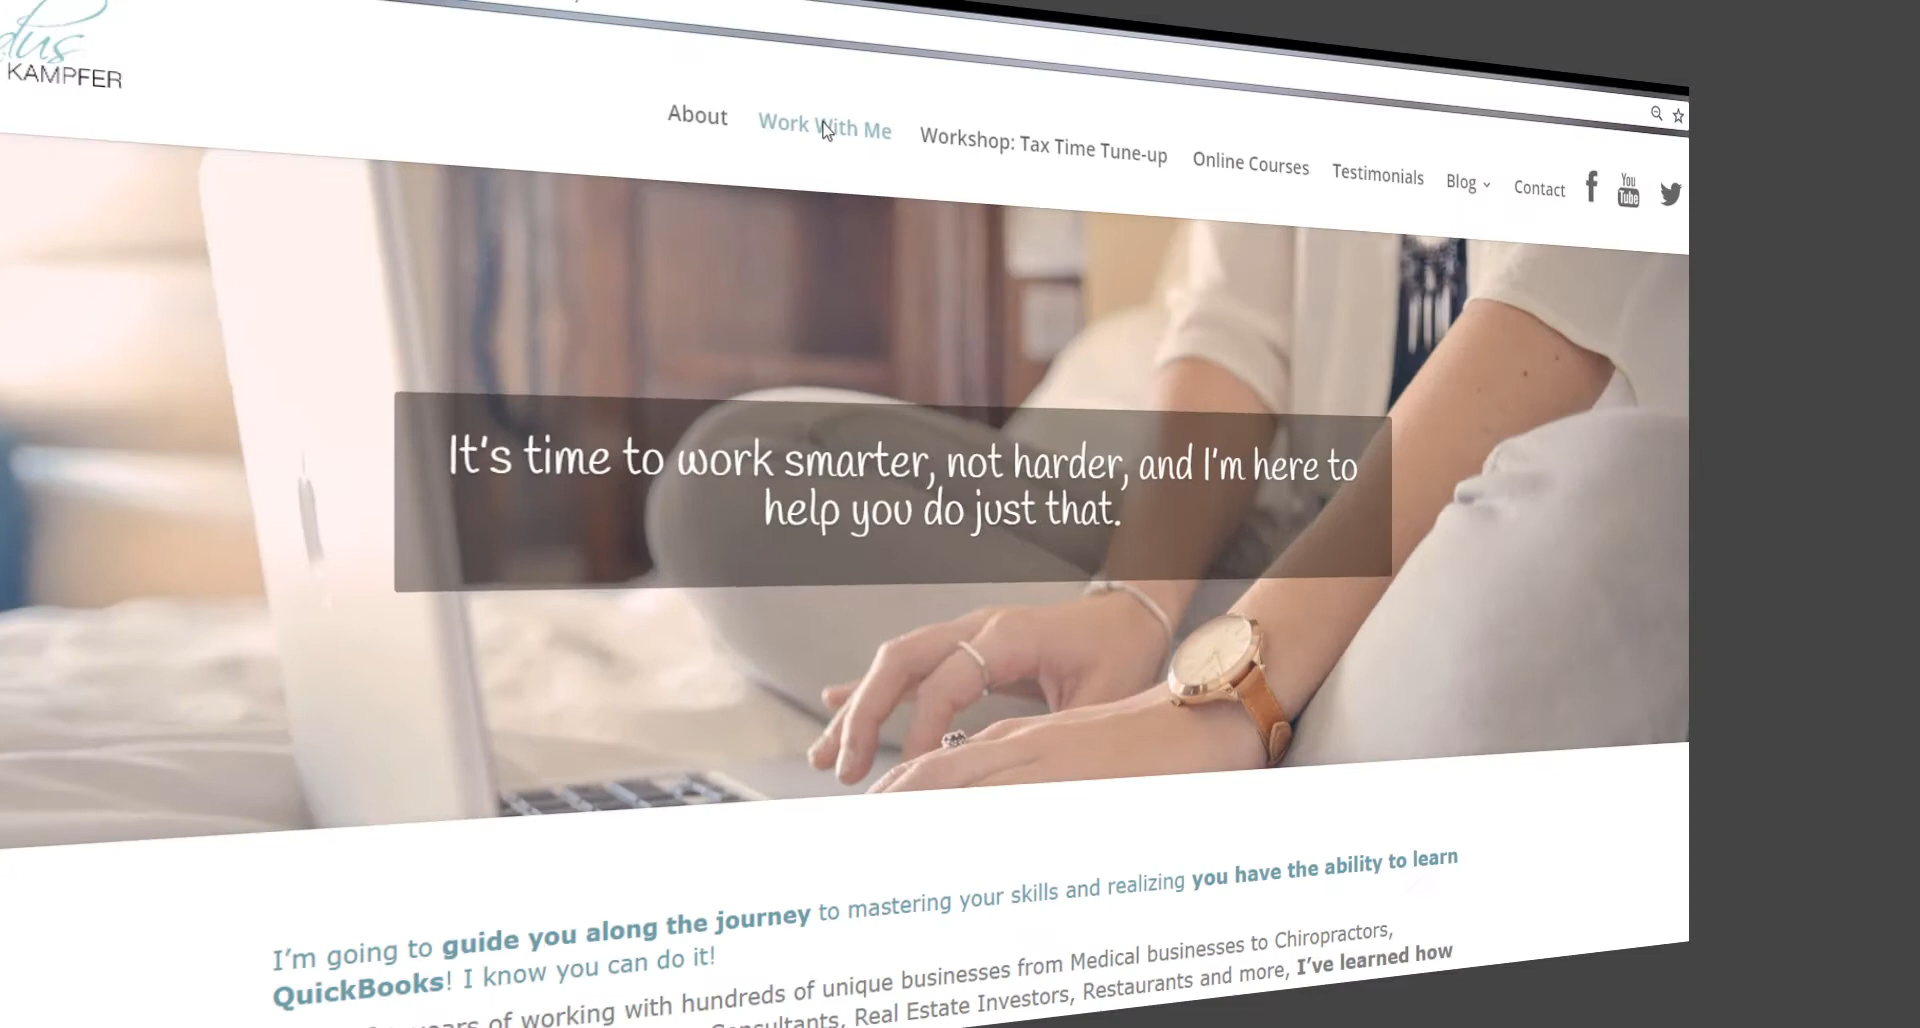 KAMPFER
About
Work With Me
Workshop: Tax Time Tune-up
Online Courses
Testimonials
Blog
Contact
You
Tube
It's time to work smarter, not harder, and I'm here to
help you do just that.
I'm going to guide you along the journey to mastering your skills and realizing you have the ability to learn
QuickBooks! I know you can do it!
years of working with hundreds of unique businesses from Medical businesses to Chiropractors,
Consultants, Real Estate Investors, Restaurants and more, I've learned how